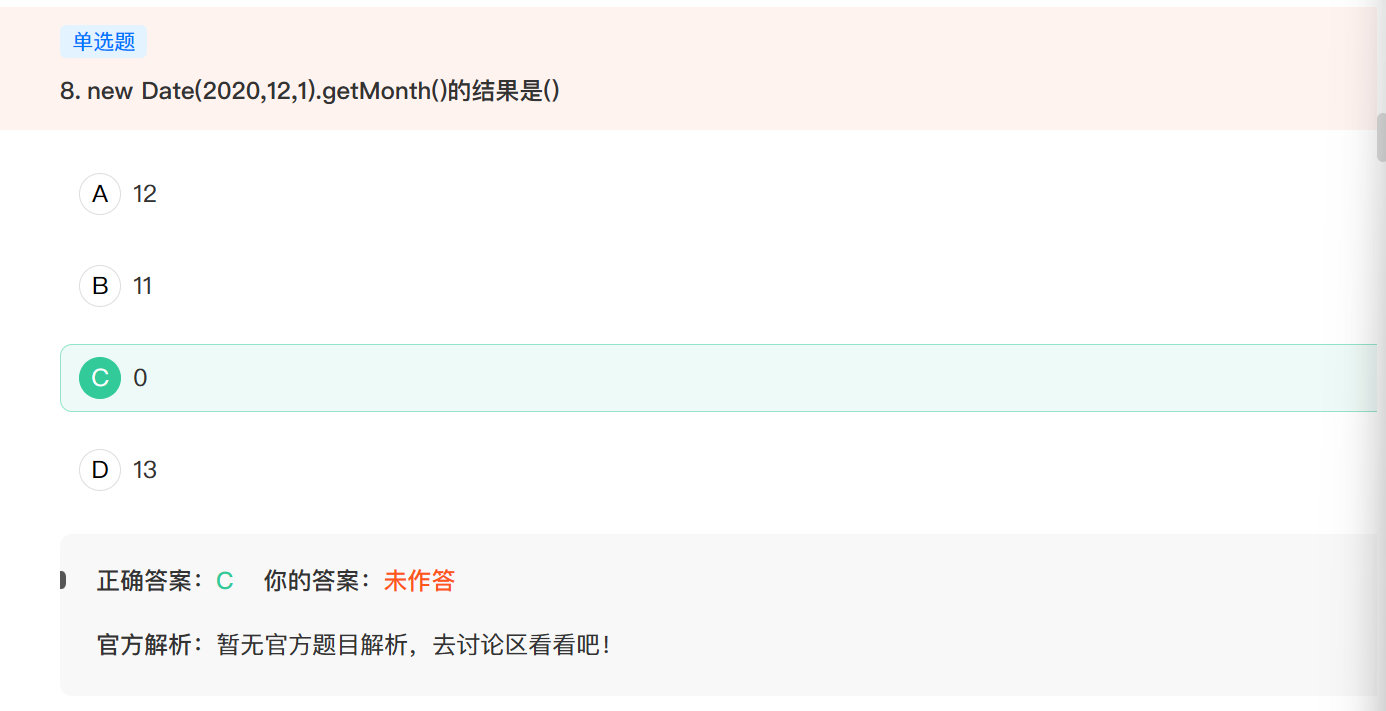 单选题
8. new Date(2020,12,1).getMonth()的结果是()
A 12
B 11
C 0
D 13
正确答案：C 你的答案：未作答
官方解析：暂无官方题目解析，去讨论区看看吧！